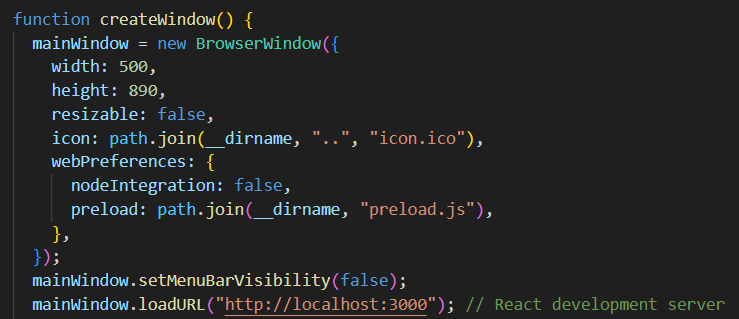 function createWindow() {
  mainWindow = new BrowserWindow({
    width: 500,
    height: 890,
    resizable: false,
    icon: path.join(__dirname, "..", "icon.ico"),
    webPreferences: {
      nodeIntegration: false,
      preload: path.join(__dirname, "preload.js"),
    },
  });
  mainWindow.setMenuBarVisibility(false);
  mainWindow.loadURL("http://localhost:3000"); // React development server